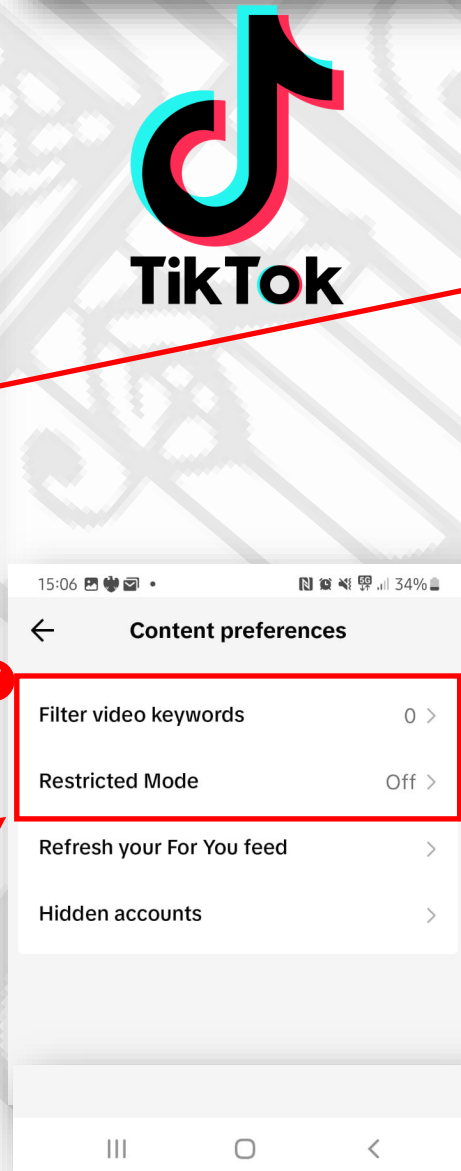 TikTok
15:06 34%
Content preferences
Filter video keywords 0
Restricted Mode Off
Refresh your For You feed
Hidden accounts